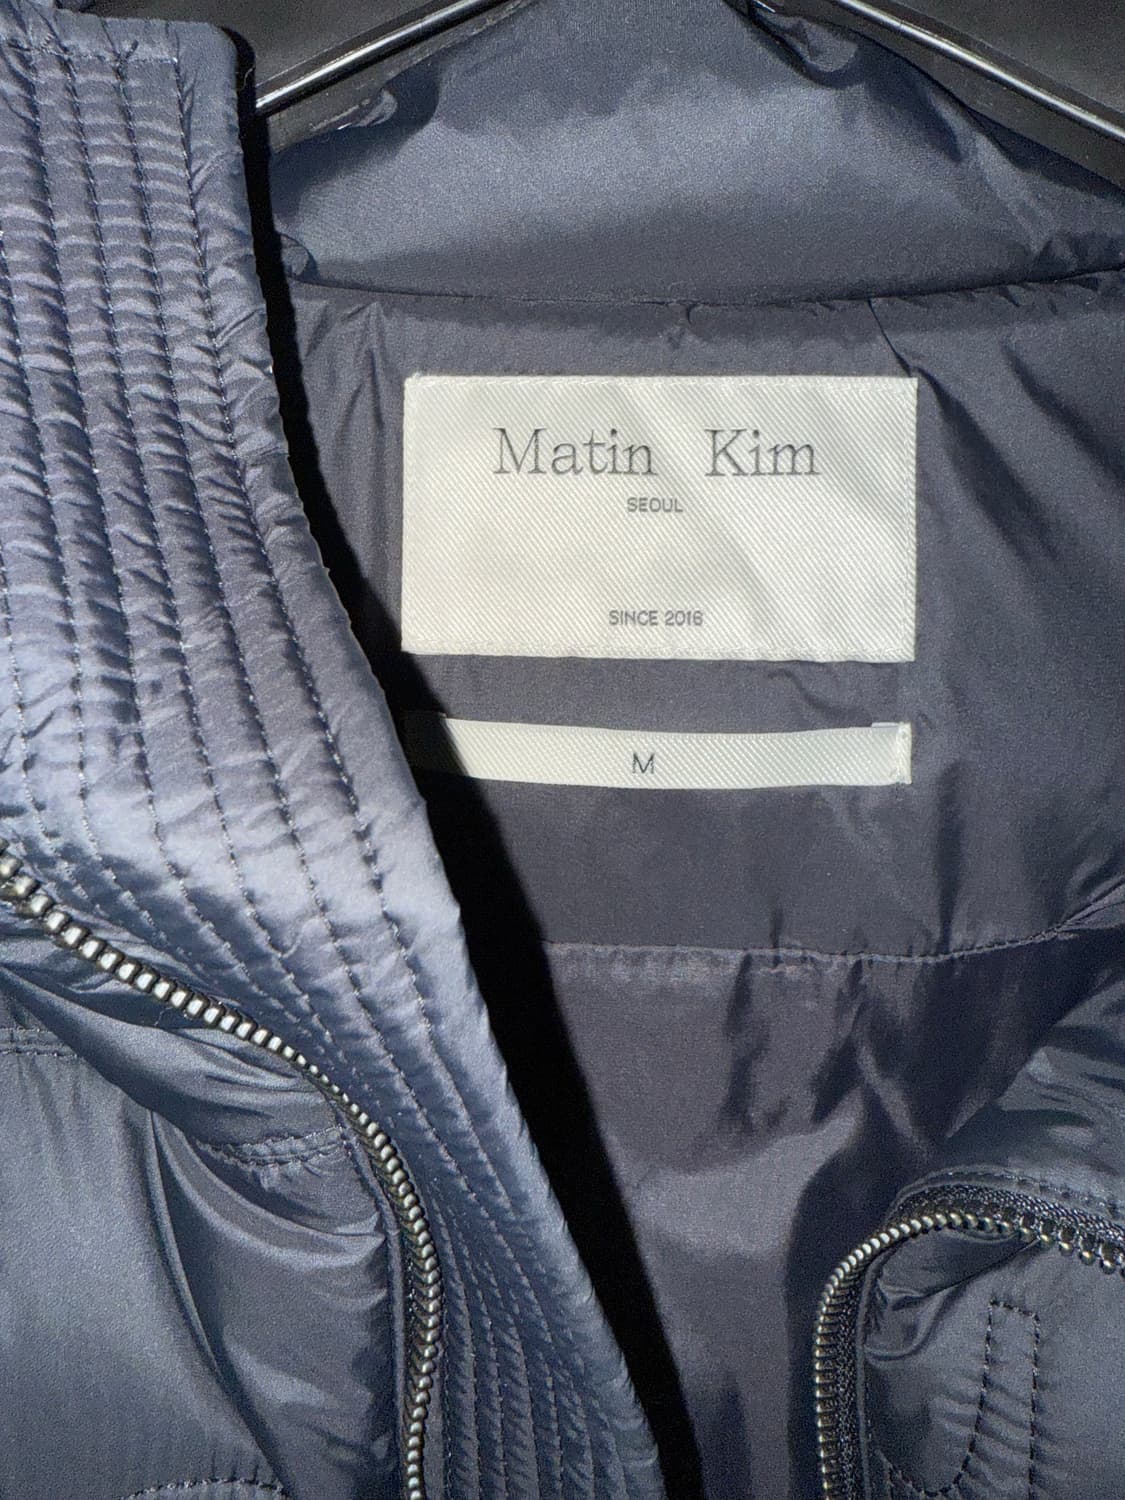 Matin Kim
SEOUL
SINCE 2016
M